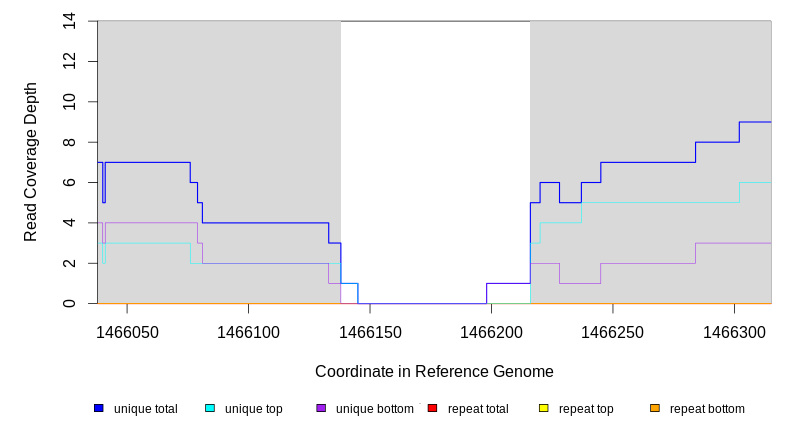 14
12
10
8
6
4
2
0
Read Coverage Depth
1466050 1466100 1466150 1466200 1466250 1466300
Coordinate in Reference Genome
unique total unique top unique bottom repeat total repeat top repeat bottom